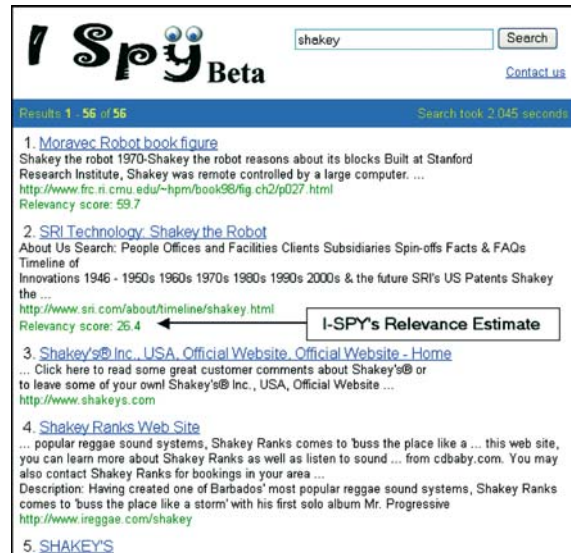 I Spy Beta
shakey
Search
Contact us
Results 1 - 56 of 56
Search took 2.045 seconds
1. Moravec Robot book figure
Shakey the robot 1970-Shakey the robot reasons about its blocks Built at Stanford
Research Institute, Shakey was remote controlled by a large computer. ...
http://www.frc.ri.cmu.edu/~hpm/book98/fig.ch2/p027.html
Relevancy score: 59.7
2. SRI Technology: Shakey the Robot
About Us Search: People Offices and Facilities Clients Subsidiaries Spin-offs Facts & FAQs
Timeline of
Innovations 1946 - 1950s 1960s 1970s 1980s 1990s 2000s & the future SRI's US Patents Shakey
the ...
http://www.sri.com/about/timeline/shakey.html
Relevancy score: 26.4
I-SPY's Relevance Estimate
3. Shakey's® Inc., USA, Official Website, Official Website - Home
... Click here to read some great customer comments about Shakey's® or
to leave some of your own! Shakey's® Inc., USA, Official Website ...
http://www.shakeys.com
4. Shakey Ranks Web Site
... popular reggae sound systems, Shakey Ranks comes to 'buss the place like a ... this web site,
you can learn more about Shakey Ranks as well as listen to sound ... from cdbaby.com. You may
also contact Shakey Ranks for bookings in your area ...
Description: Having created one of Barbados' most popular reggae sound systems, Shakey Ranks
comes to 'buss the place like a storm' with his first solo album Mr. Progressive
http://www.ireggae.com/shakey
5. SHAKEY'S